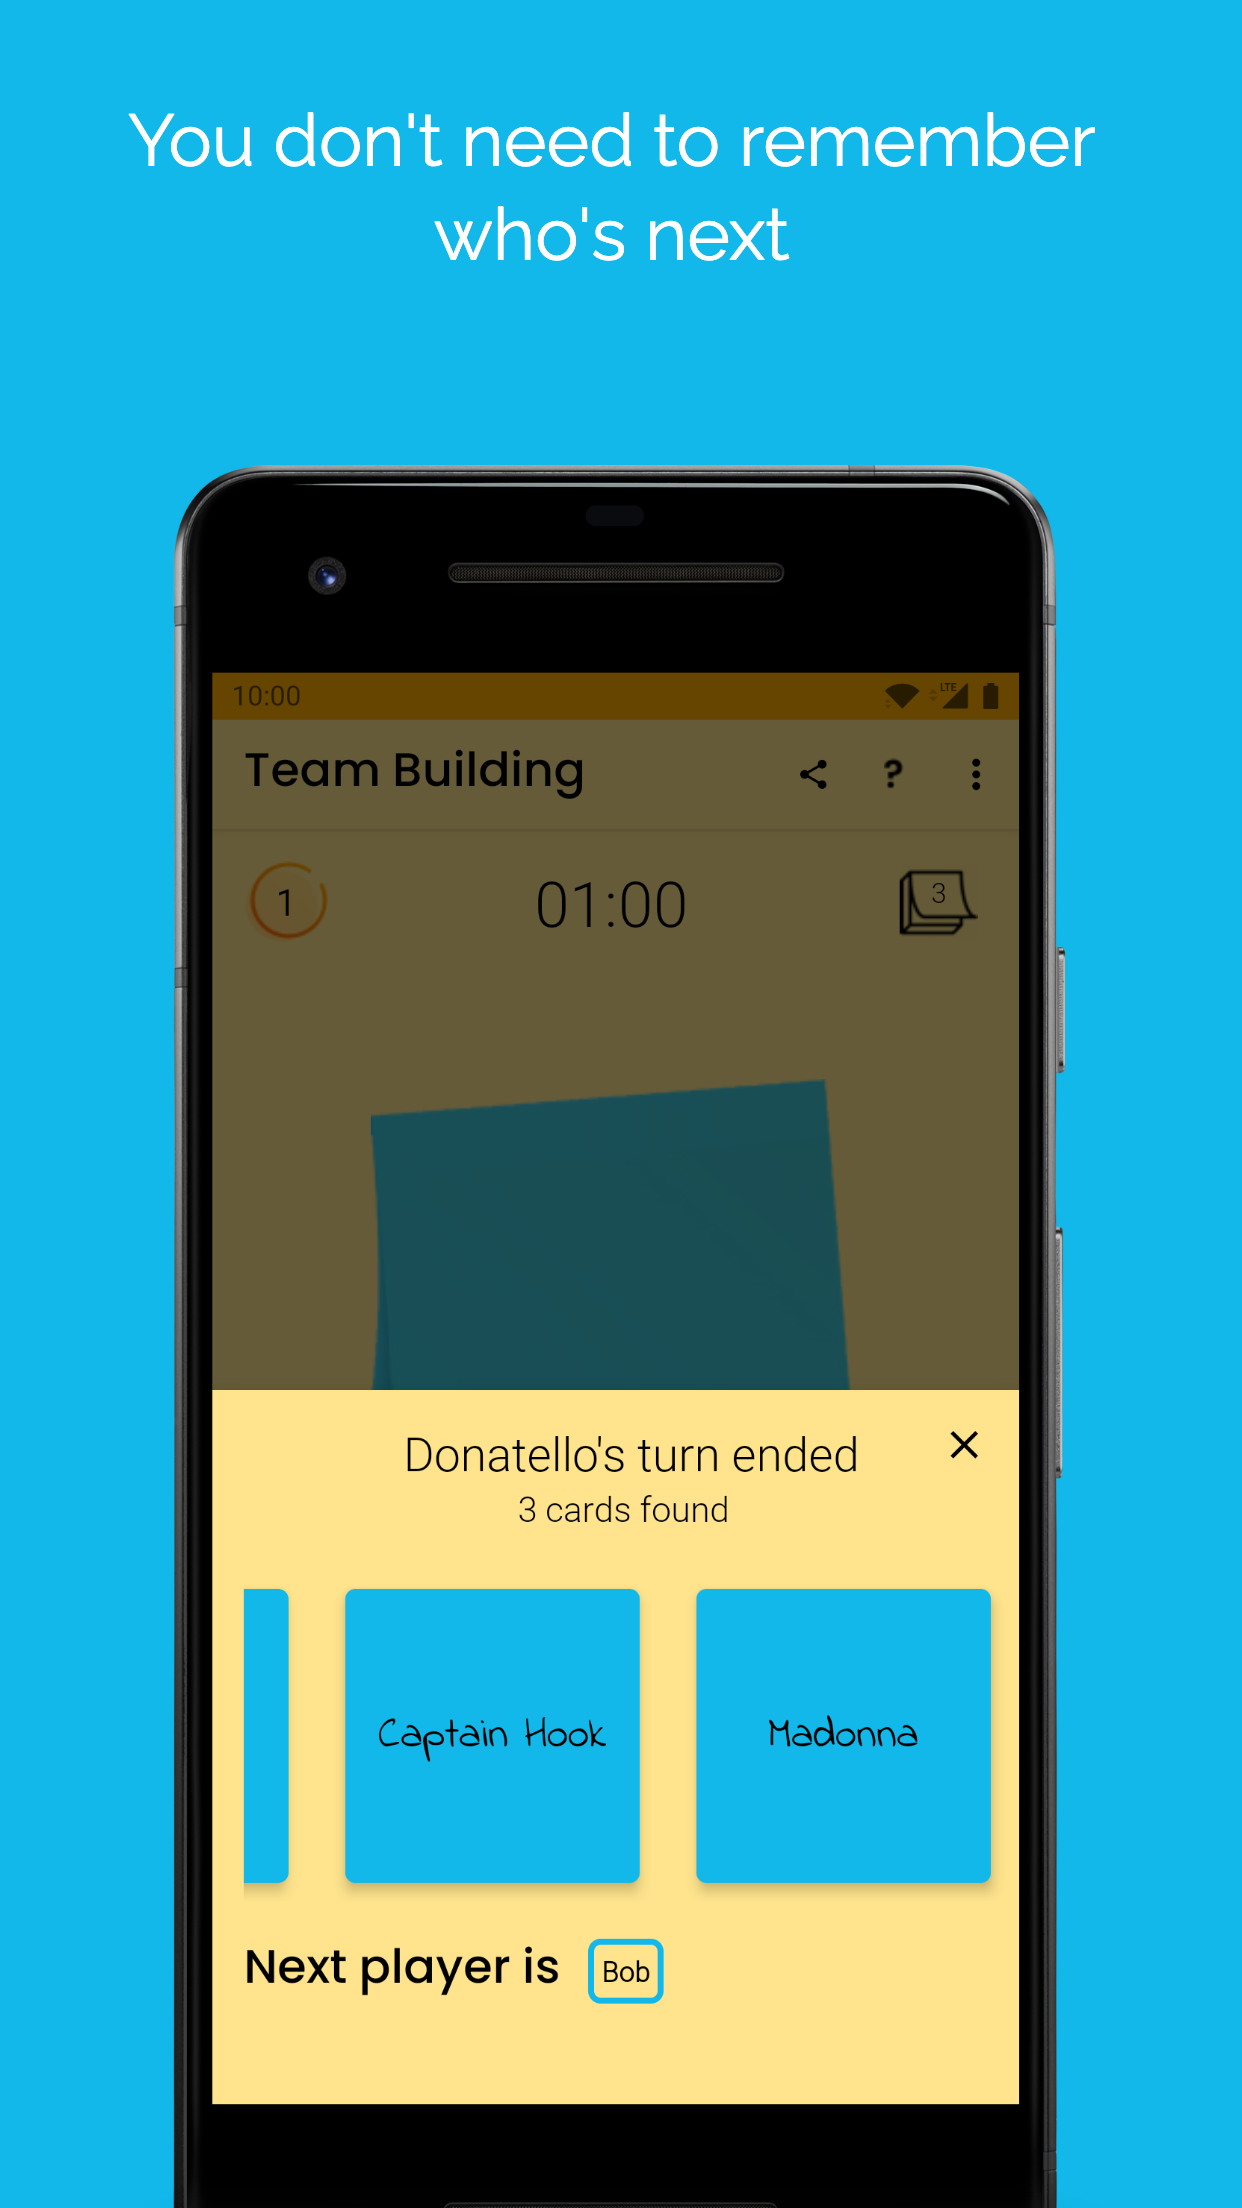 You don't need to remember
who's next
10:00
LTE
Team Building
?
1
01:00
3
Donatello's turn ended
3 cards found
Captain Hook
Madonna
Next player is Bob